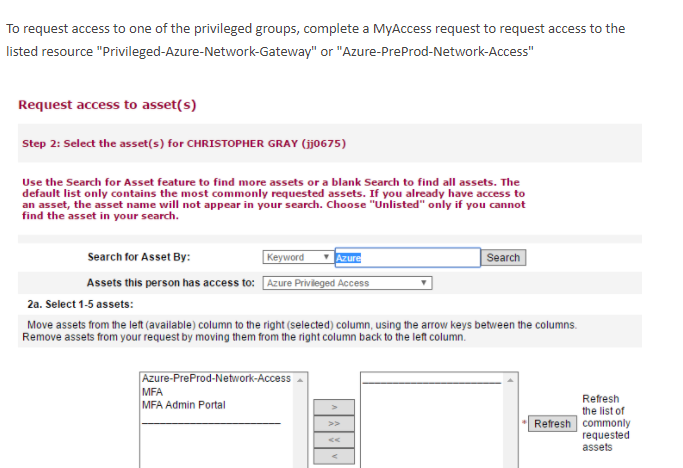 To request access to one of the privileged groups, complete a MyAccess request to request access to the
listed resource "Privileged-Azure-Network-Gateway" or "Azure-PreProd-Network-Access"
Request access to asset(s)
Step 2: Select the asset(s) for CHRISTOPHER GRAY (jj0675)
Use the Search for Asset feature to find more assets or a blank Search to find all assets. The
default list only contains the most commonly requested assets. If you already have access to
an asset, the asset name will not appear in your search. Choose "Unlisted" only if you cannot
find the asset in your search.
Search for Asset By: Keyword Azure Search
Assets this person has access to: Azure Privileged Access
2a. Select 1-5 assets:
Move assets from the left (available) column to the right (selected) column, using the arrow keys between the columns.
Remove assets from your request by moving them from the right column back to the left column.
Azure-PreProd-Network-Access
MFA
MFA Admin Portal
>
>>
<<
<
* Refresh
Refresh
the list of
commonly
requested
assets